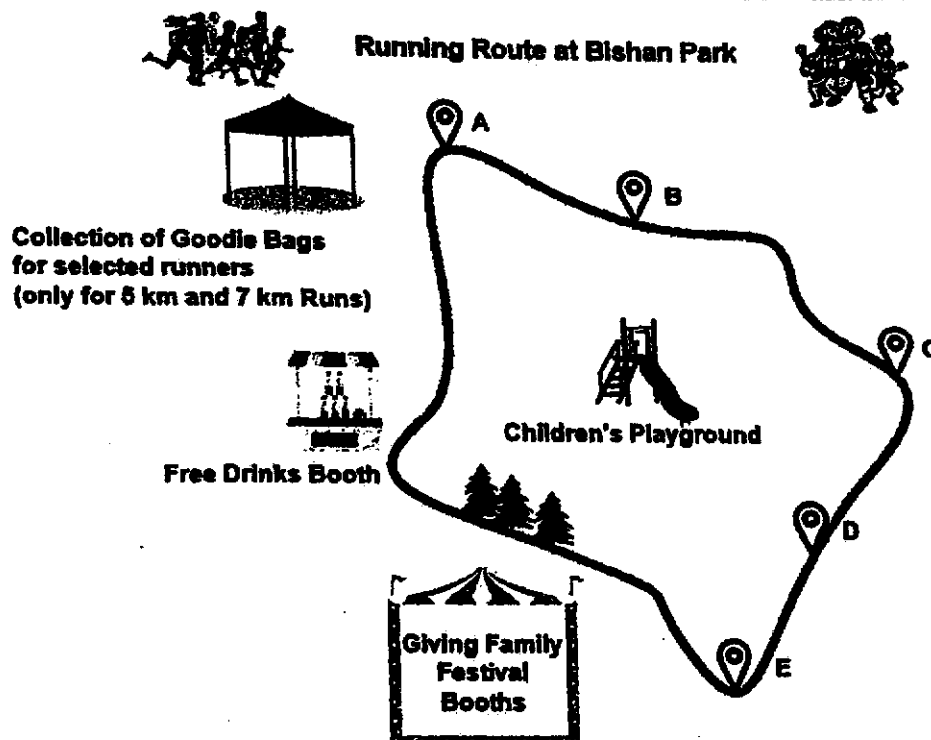 Running Route at Bishan Park
A
B
Collection of Goodie Bags
for selected runners
(only for 5 km and 7 km Runs)
C
Children's Playground
Free Drinks Booth
D
Giving Family
Festival
Booths
E